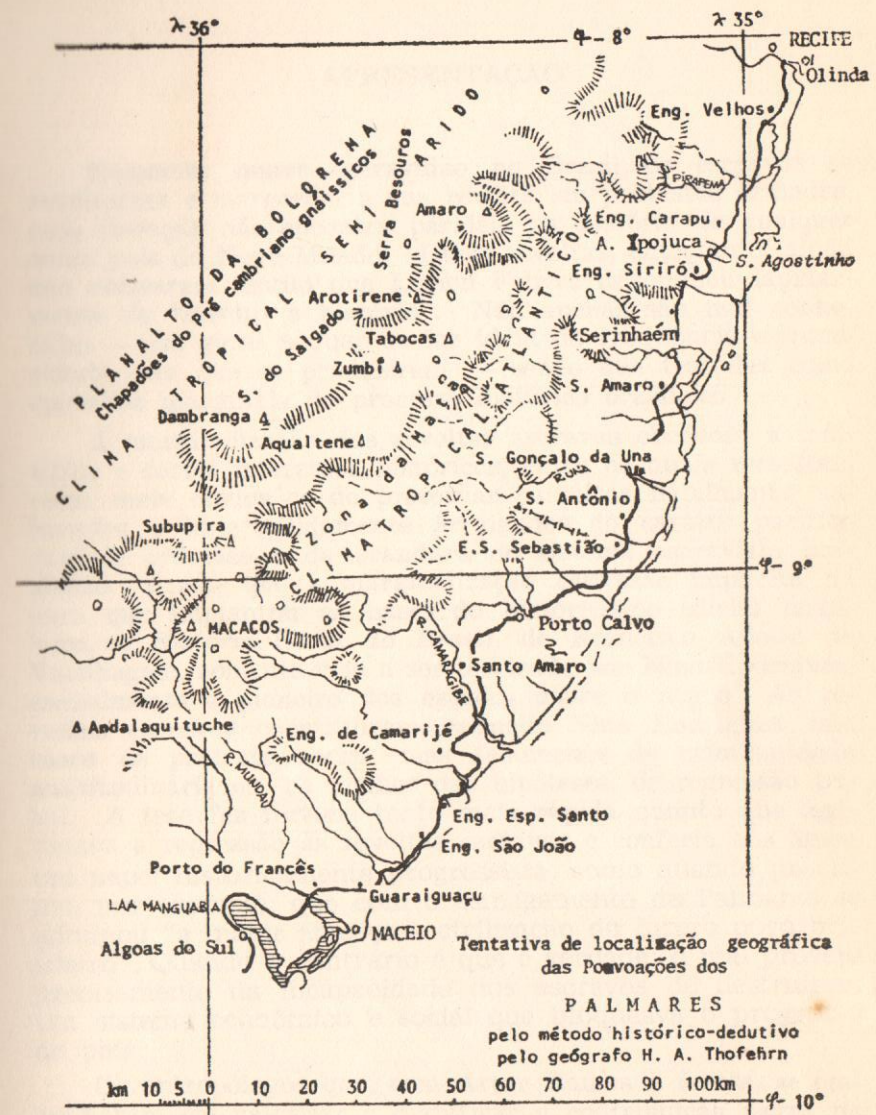 λ 36°
λ 35°
φ- 8°
RECIFE
Olinda
Eng. Velhos
PIRAPEMA
PLANALTO DA BOLOREMA
Chapadões do Pré cambriano gnáissicos
CLIMA TROPICAL SEMI ARIDO
Serra Besouros
Amaro
Eng. Carapu
A. Ipojuca
S. Agostinho
Eng. Siriró
Arotirene
S. do Salgado
Tabocas
Serinhaém
Zumbi
S. Amaro
Dambranga
Aqualtene
Zona da Mac ocão
CLIMA TROPICAL ATLANTICO
S. Gonçalo da Una
S. Antônio
Subupira
E.S. Sebastião
φ- 9°
Porto Calvo
MACACOS
R. CAMARAGIBE
Santo Amaro
Andalaquituche
Eng. de Camarijé
R. MUNDAÚ
Eng. Esp. Santo
Eng. São João
Porto do Francês
Guaraiguaçu
LAA MANGUABA
MACEIO
Algoas do Sul
Tentativa de localização geográfica
das Poovoações dos
PALMARES
pelo método histórico-dedutivo
pelo geógrafo H. A. Thofehrn
km 10 5 0 10 20 30 40 50 60 70 80 90 100km
φ- 10°